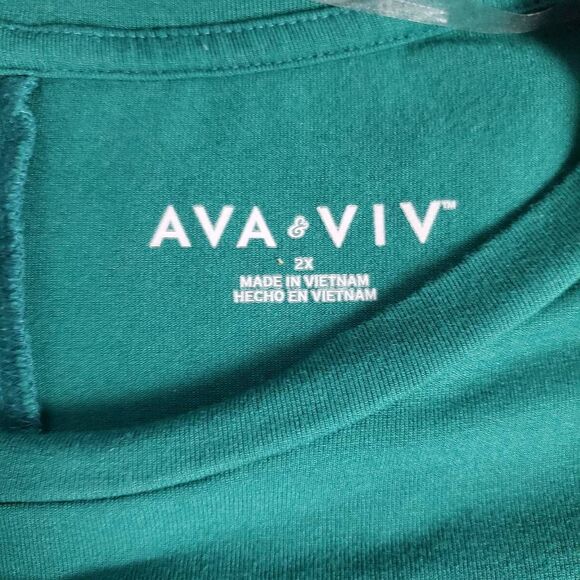 AVA & VIV™
2X
MADE IN VIETNAM
HECHO EN VIETNAM